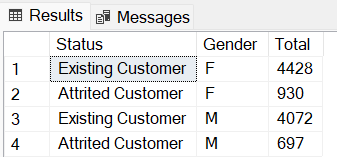 Results Messages
Status Gender Total
1 Existing Customer F 4428
2 Attrited Customer F 930
3 Existing Customer M 4072
4 Attrited Customer M 697